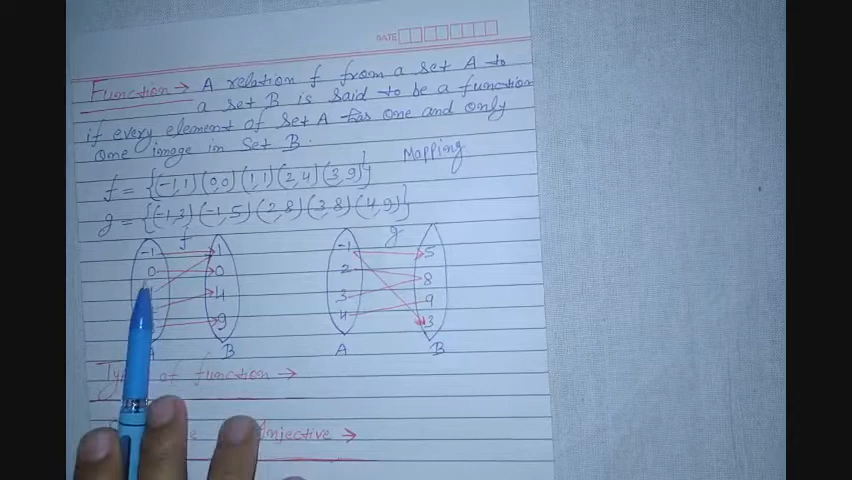 DATE
Function → A relation f from a set A to
a set B is said to be a function
if every element of set A has one and only
one image in set B.
f = {(-1,1)(0,0)(1,1)(2,4)(3,9)} Mapping
g = {(-1,3)(-1,5)(2,8)(3,8)(4,9)}
f g
-1 1 -1 5
0 0 2 8
4 3 9
9 4 3
A B A B
of function →
Injective →